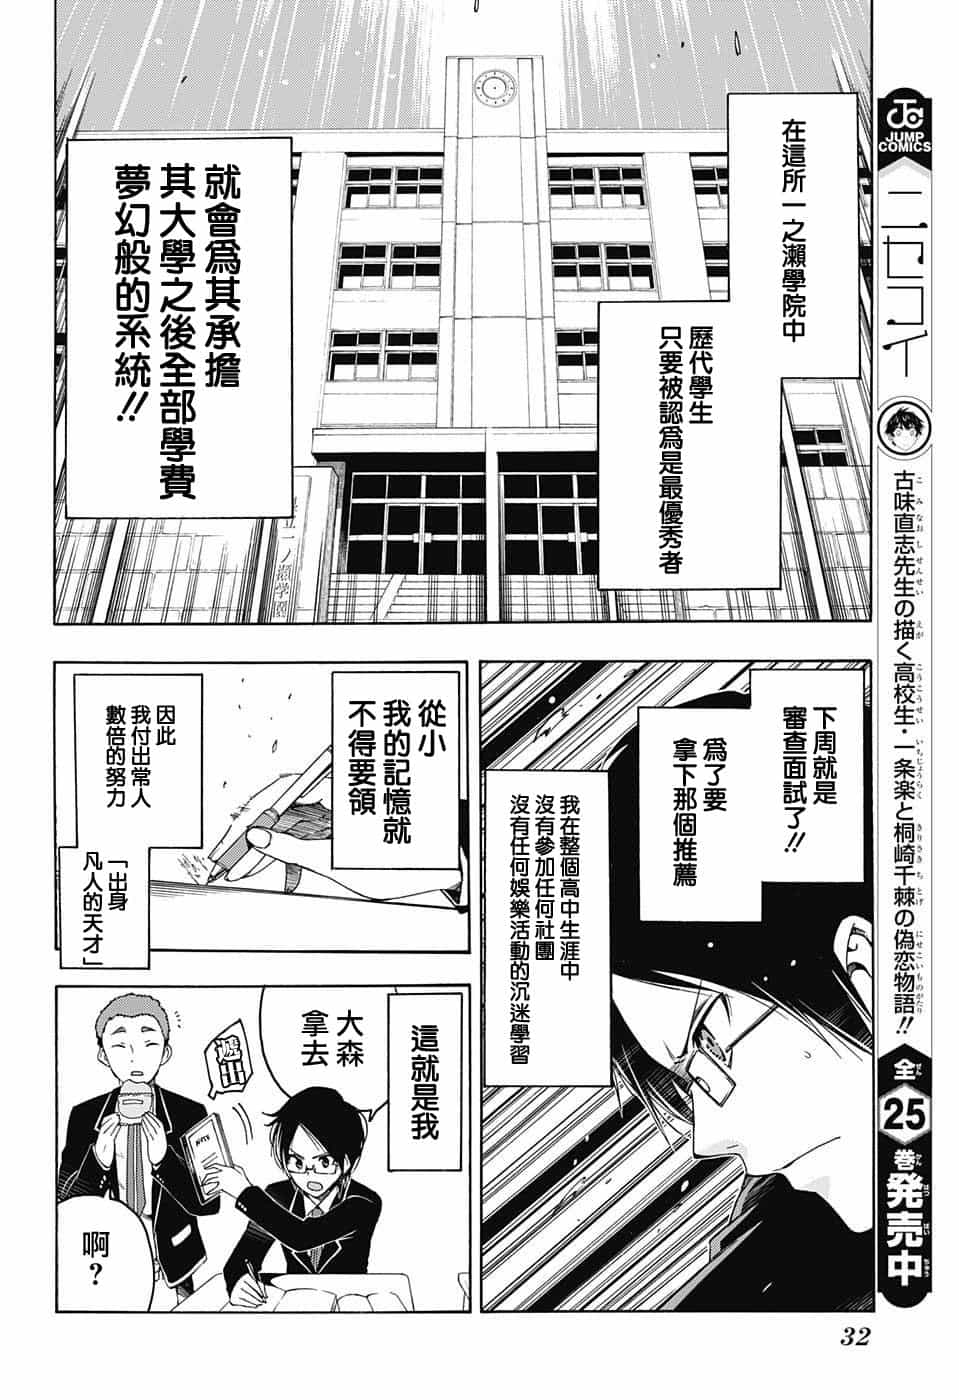 在這所一之瀨學院中
歷代學生
只要被認為是最優秀者
就會為其承擔
其大學之後全部學費
夢幻般的系統!!
県立一ノ瀬学園
下周就是
審查面試了!!
為了要
拿下那個推薦
我在整個高中生涯中
沒有參加任何社團
沒有任何娛樂活動的沉迷學習
從小
我的記憶就
不得要領
因此
我付出常人
數倍的努力
「出身
凡人的天才」
這就是我
大森
拿去
遞出
NOTE
啊?
JUMP
COMICS
ニセコイ
古味直志先生の描く高校生・一条楽と桐崎千棘の偽恋物語!!
全25巻発売中
32